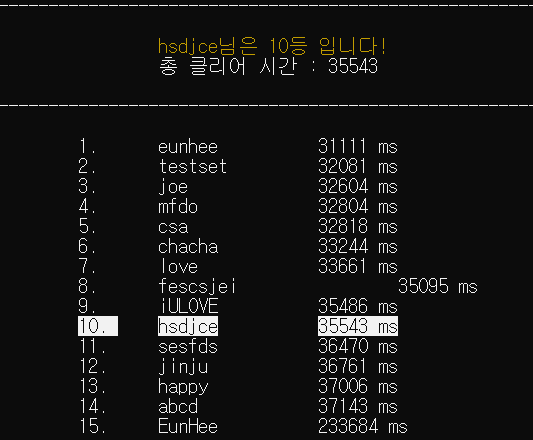 hsdjce님은 10등 입니다!
총 클리어 시간 : 35543
1. eunhee 31111 ms
2. testset 32081 ms
3. joe 32604 ms
4. mfdo 32804 ms
5. csa 32818 ms
6. chacha 33244 ms
7. love 33661 ms
8. fescsjei 35095 ms
9. iULOVE 35486 ms
10. hsdjce 35543 ms
11. sesfds 36470 ms
12. jinju 36761 ms
13. happy 37006 ms
14. abcd 37143 ms
15. EunHee 233684 ms